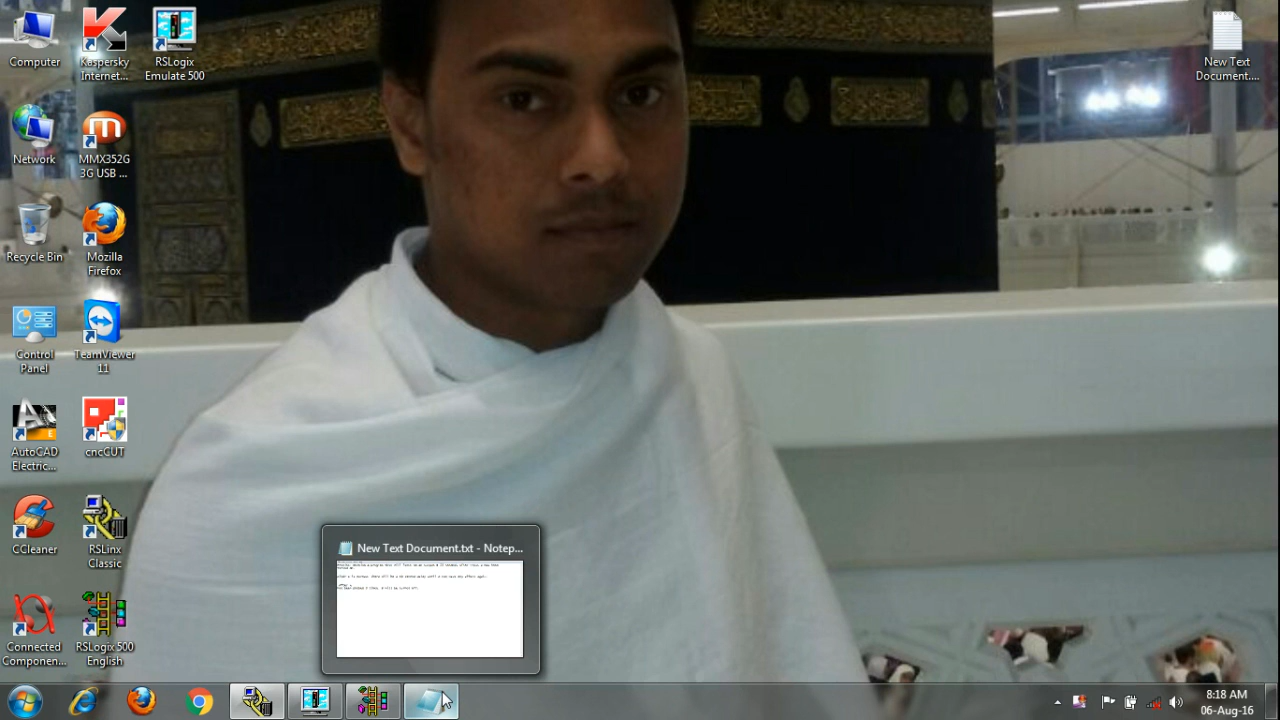 Computer
Kaspersky
Internet...
RSLogix
Emulate 500
New Text
Document....
Network
MMX352G
3G USB ...
Recycle Bin
Mozilla
Firefox
Control
Panel
TeamViewer
11
AutoCAD
Electric...
cncCUT
CCleaner
RSLinx
Classic
Connected
Componen...
RSLogix 500
English
New Text Document.txt - Notep...
8:18 AM
06-Aug-16